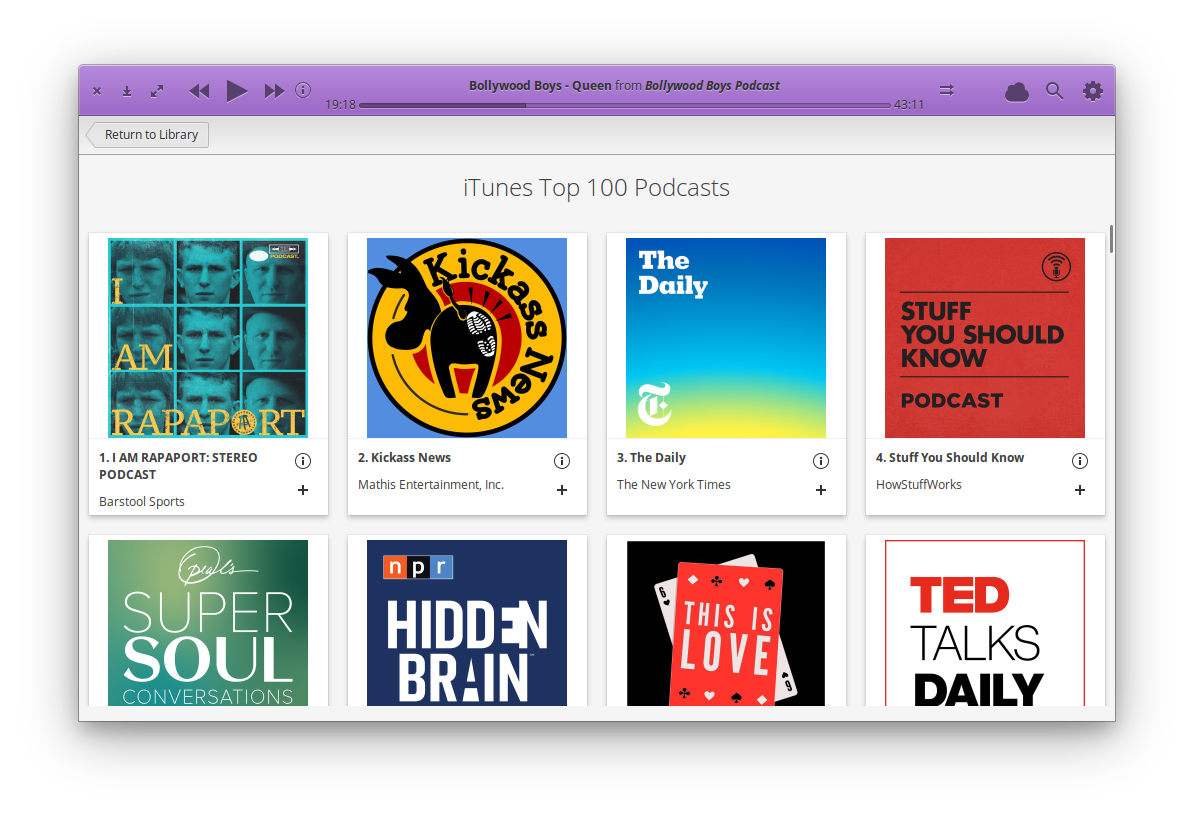 Bollywood Boys - Queen from Bollywood Boys Podcast
19:18
43:11
Return to Library
iTunes Top 100 Podcasts
I
AM
RAPAPORT
STEREO
PODCAST.
Kickass News
The
Daily
T
STUFF
YOU SHOULD
KNOW
PODCAST
1. I AM RAPAPORT: STEREO
PODCAST
Barstool Sports
2. Kickass News
Mathis Entertainment, Inc.
3. The Daily
The New York Times
4. Stuff You Should Know
HowStuffWorks
Oprah's
SUPER
SOUL
CONVERSATIONS
npr
HIDDEN
BRAIN
6
THIS IS
LOVE
6
TED
TALKS
DAILY